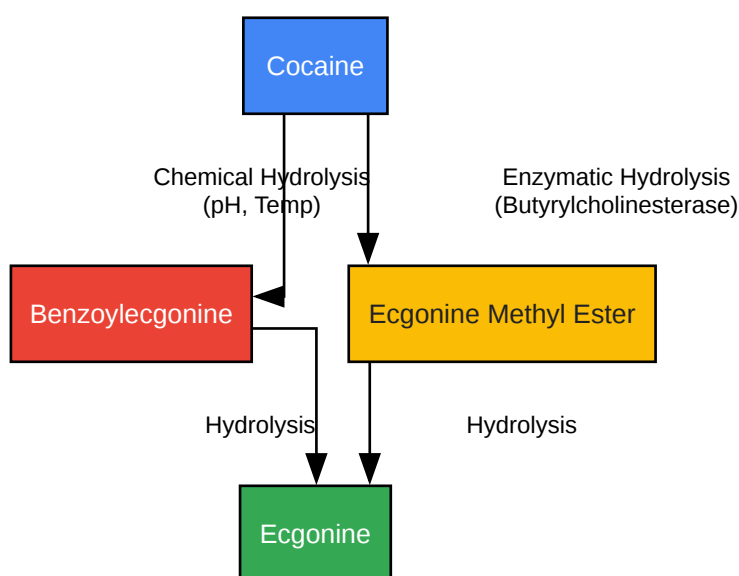 Cocaine
Chemical Hydrolysis
(pH, Temp)
Enzymatic Hydrolysis
(Butyrylcholinesterase)
Benzoylecgonine
Ecgonine Methyl Ester
Hydrolysis
Hydrolysis
Ecgonine